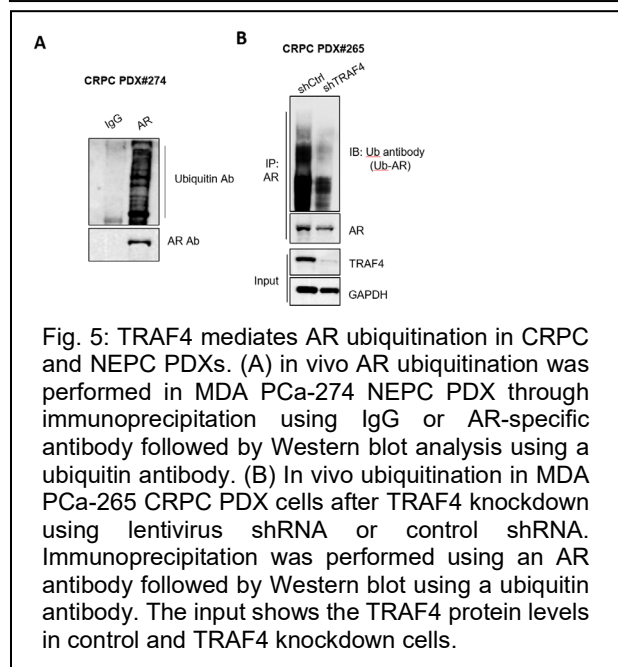 A
B
CRPC PDX#274
CRPC PDX#265
IgG
AR
shCtrl
shTRAF4
Ubiquitin Ab
AR Ab
IP:
AR
IB: Ub antibody
(Ub-AR)
AR
TRAF4
Input
GAPDH
Fig. 5: TRAF4 mediates AR ubiquitination in CRPC
and NEPC PDXs. (A) in vivo AR ubiquitination was
performed in MDA PCa-274 NEPC PDX through
immunoprecipitation using IgG or AR-specific
antibody followed by Western blot analysis using a
ubiquitin antibody. (B) In vivo ubiquitination in MDA
PCa-265 CRPC PDX cells after TRAF4 knockdown
using lentivirus shRNA or control shRNA.
Immunoprecipitation was performed using an AR
antibody followed by Western blot using a ubiquitin
antibody. The input shows the TRAF4 protein levels
in control and TRAF4 knockdown cells.